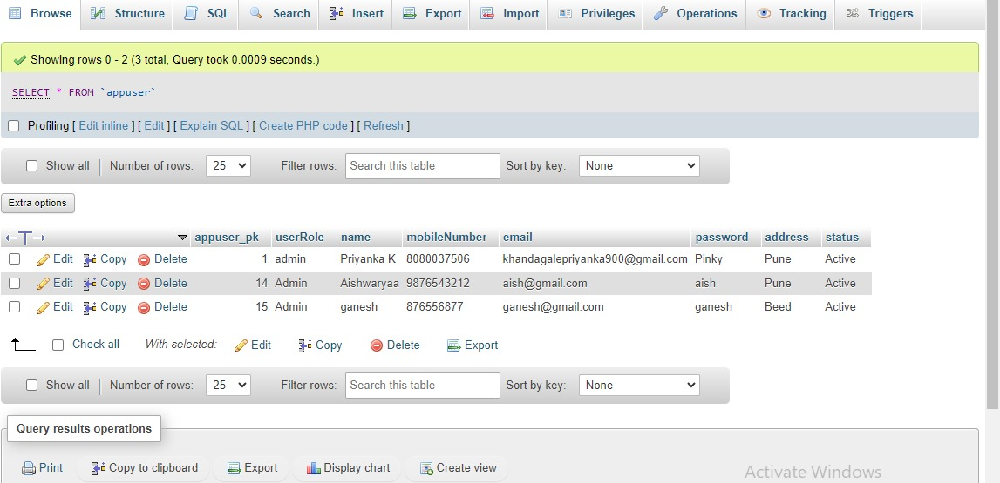 Browse Structure SQL Search Insert Export Import Privileges Operations Tracking Triggers
Showing rows 0 - 2 (3 total, Query took 0.0009 seconds.)
SELECT * FROM `appuser`
Profiling [ Edit inline ] [ Edit ] [ Explain SQL ] [ Create PHP code ] [ Refresh ]
Show all Number of rows: 25 Filter rows: Search this table Sort by key: None
Extra options
appuser_pk userRole name mobileNumber email password address status
Edit Copy Delete 1 admin Priyanka K 8080037506 khandagalepriyanka900@gmail.com Pinky Pune Active
Edit Copy Delete 14 Admin Aishwaryaa 9876543212 aish@gmail.com aish Pune Active
Edit Copy Delete 15 Admin ganesh 876556877 ganesh@gmail.com ganesh Beed Active
Check all With selected: Edit Copy Delete Export
Show all Number of rows: 25 Filter rows: Search this table Sort by key: None
Query results operations
Print Copy to clipboard Export Display chart Create view
Activate Windows